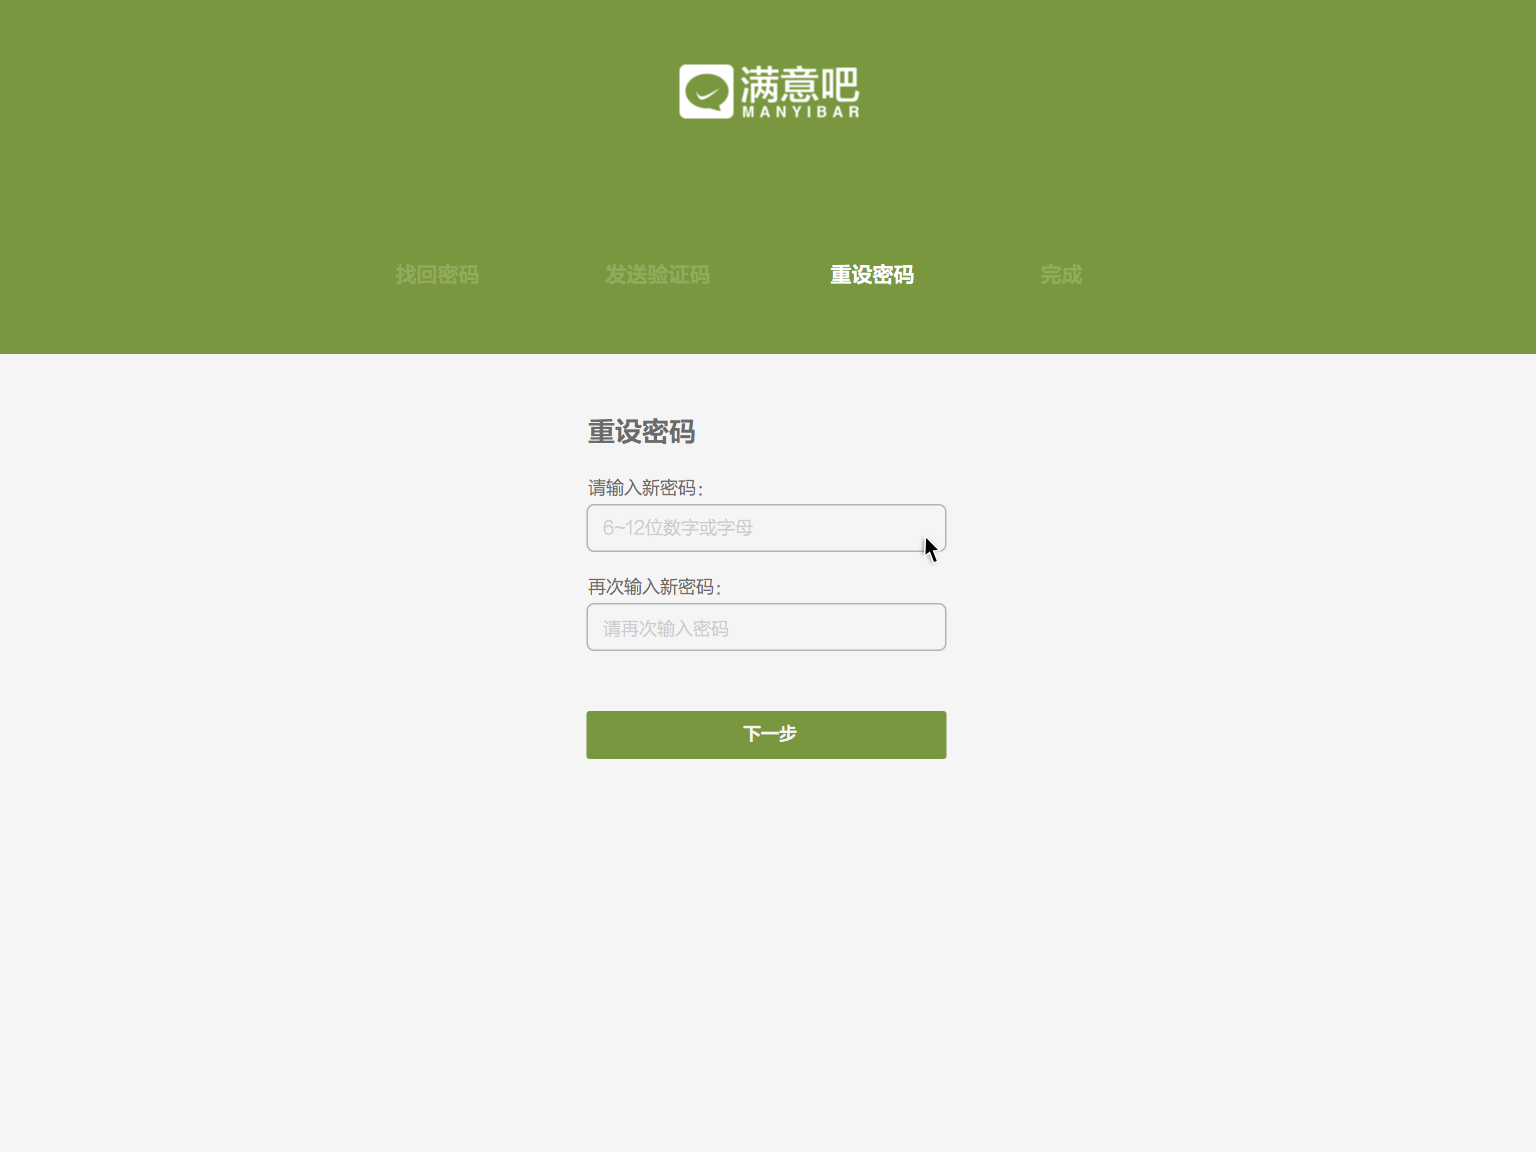 满意吧
MANYIBAR
找回密码 发送验证码 重设密码 完成
重设密码
请输入新密码：
6~12位数字或字母
再次输入新密码：
请再次输入密码
下一步